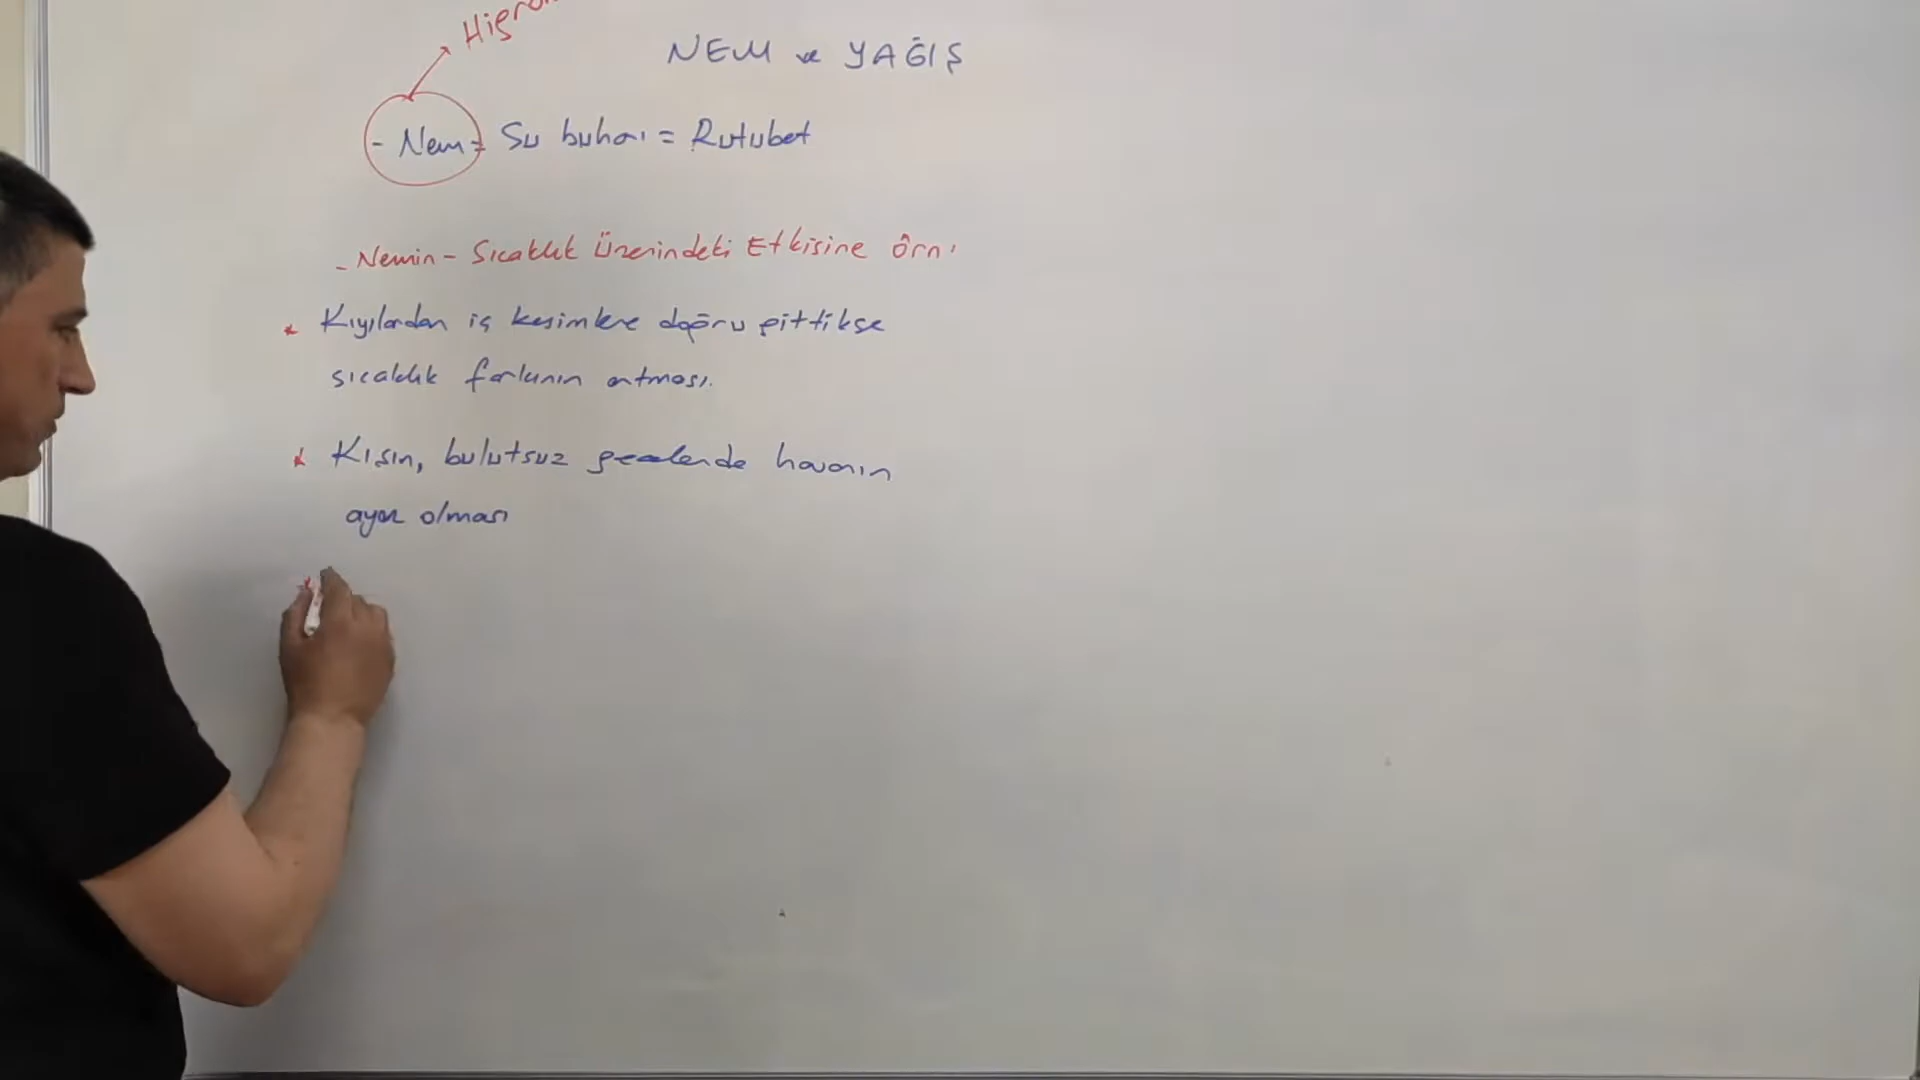 NEM ve YAĞIŞ
- Nem = Su buharı = Rutubet
- Nemin - Sıcaklık Üzerindeki Etkisine Örn.
* Kıyılardan iç kesimlere doğru gittikçe
sıcaklık farkının artması.
* Kışın, bulutsuz gecelerde havanın
ayaz olması
*